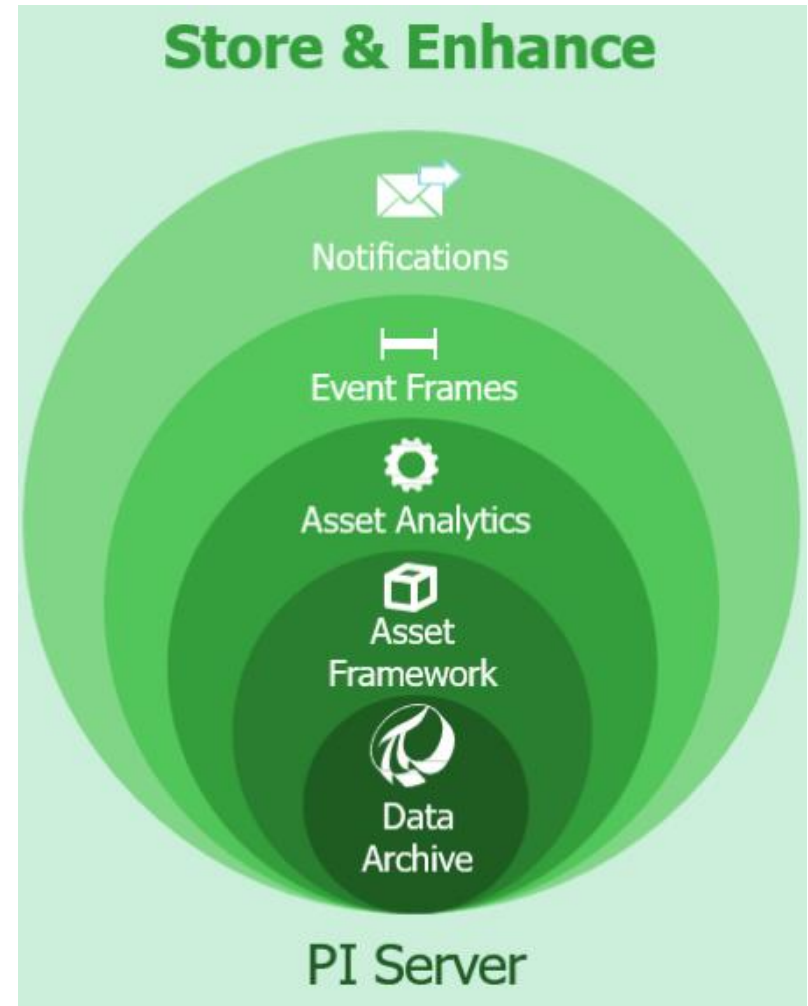 Store & Enhance
Notifications
Event Frames
Asset Analytics
Asset
Framework
Data
Archive
PI Server